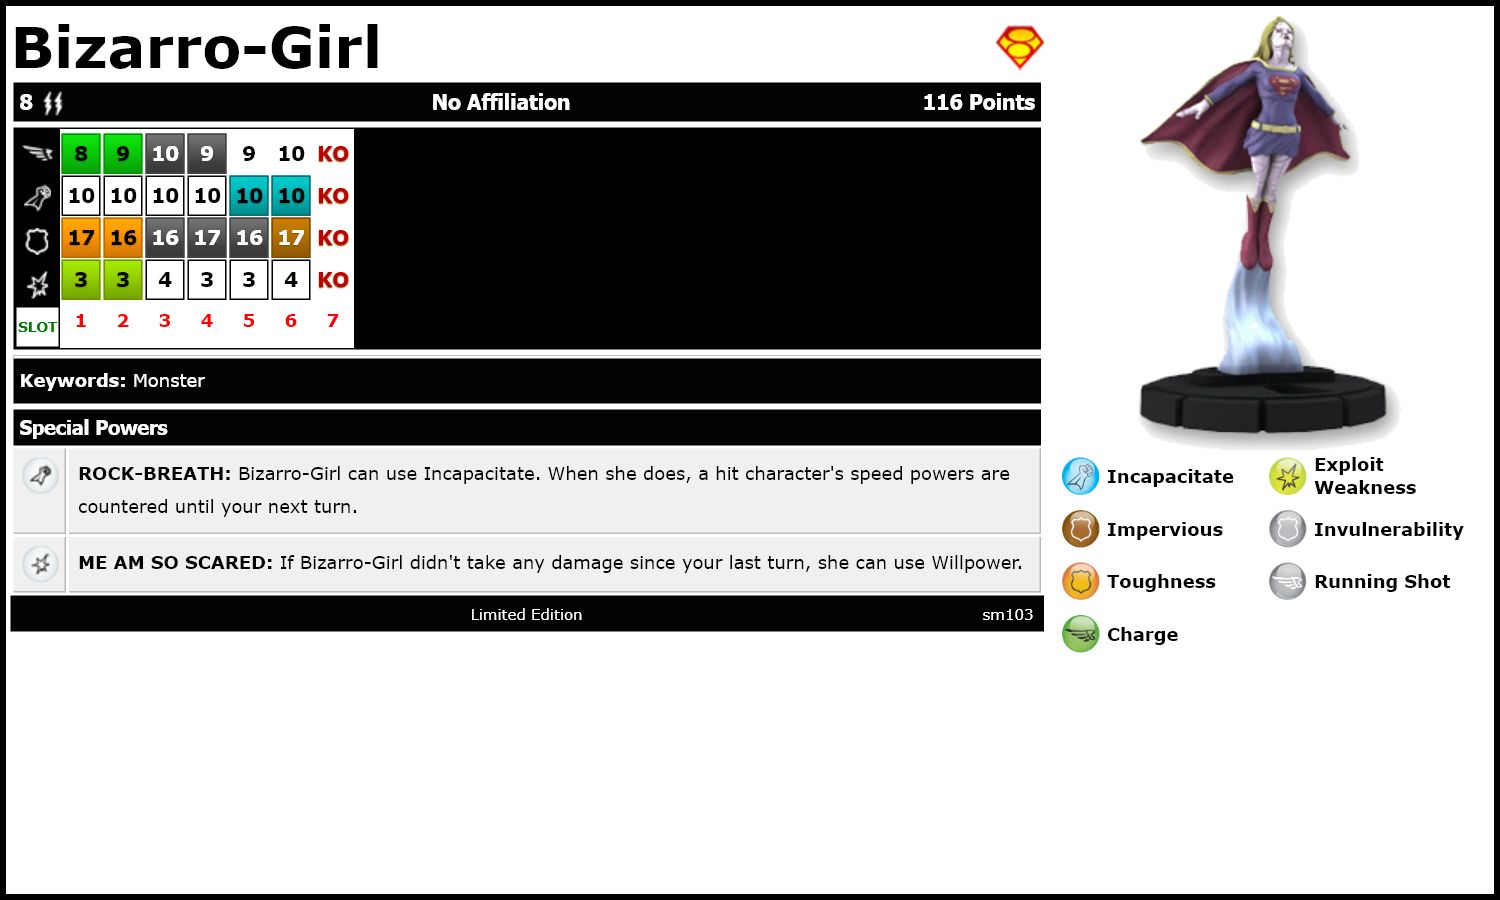 Bizarro-Girl
8 No Affiliation 116 Points
8 9 10 9 9 10 KO
10 10 10 10 10 10 KO
17 16 16 17 16 17 KO
3 3 4 3 3 4 KO
SLOT 1 2 3 4 5 6 7
Keywords: Monster
Special Powers
ROCK-BREATH: Bizarro-Girl can use Incapacitate. When she does, a hit character's speed powers are
countered until your next turn.
ME AM SO SCARED: If Bizarro-Girl didn't take any damage since your last turn, she can use Willpower.
Limited Edition sm103
Incapacitate
Exploit
Weakness
Impervious
Invulnerability
Toughness
Running Shot
Charge